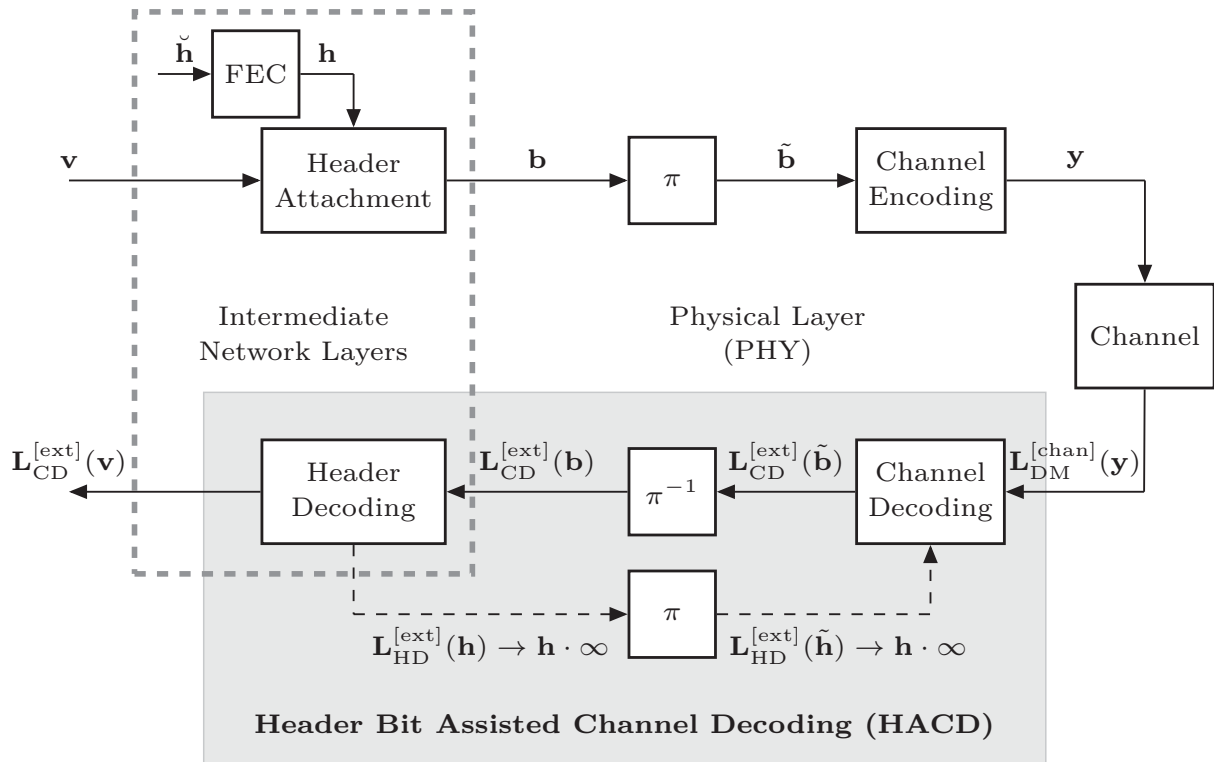 h̆
FEC
h
v
Header
Attachment
b
π
b̃
Channel
Encoding
y
Intermediate
Network Layers
Physical Layer
(PHY)
Channel
L_CD^[ext](v)
Header
Decoding
L_CD^[ext](b)
π⁻¹
L_CD^[ext](b̃)
Channel
Decoding
L_DM^[chan](y)
π
L_HD^[ext](h) → h · ∞
L_HD^[ext](h̃) → h · ∞
Header Bit Assisted Channel Decoding (HACD)